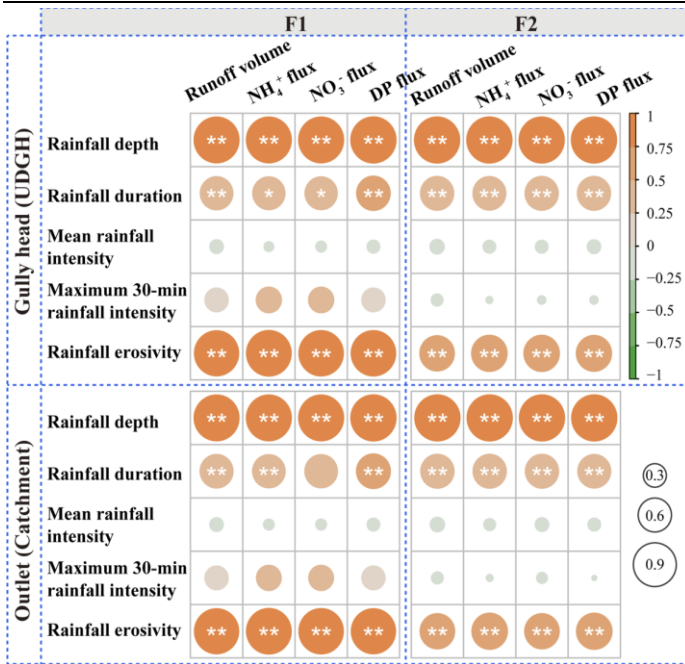 F1 F2
Runoff volume NH₄⁺ flux NO₃⁻ flux DP flux Runoff volume NH₄⁺ flux NO₃⁻ flux DP flux
Gully head (UDGH)
Rainfall depth ** ** ** ** ** ** ** **
Rainfall duration ** * * ** ** ** ** **
Mean rainfall
intensity
Maximum 30-min
rainfall intensity
Rainfall erosivity ** ** ** ** ** ** ** **
1
0.75
0.5
0.25
0
−0.25
−0.5
−0.75
−1
Outlet (Catchment)
Rainfall depth ** ** ** ** ** ** ** **
Rainfall duration ** ** ** ** ** ** **
Mean rainfall
intensity
Maximum 30-min
rainfall intensity
Rainfall erosivity ** ** ** ** ** ** ** **
0.3
0.6
0.9